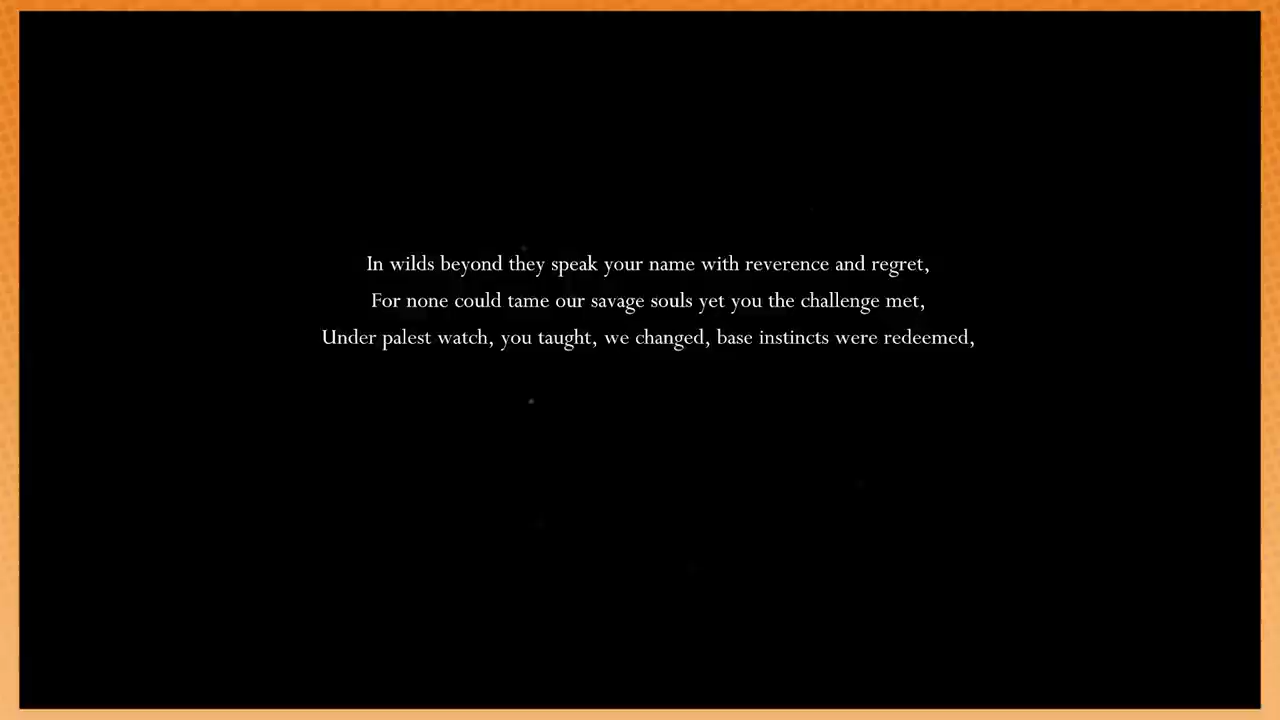 In wilds beyond they speak your name with reverence and regret,
For none could tame our savage souls yet you the challenge met,
Under palest watch, you taught, we changed, base instincts were redeemed,